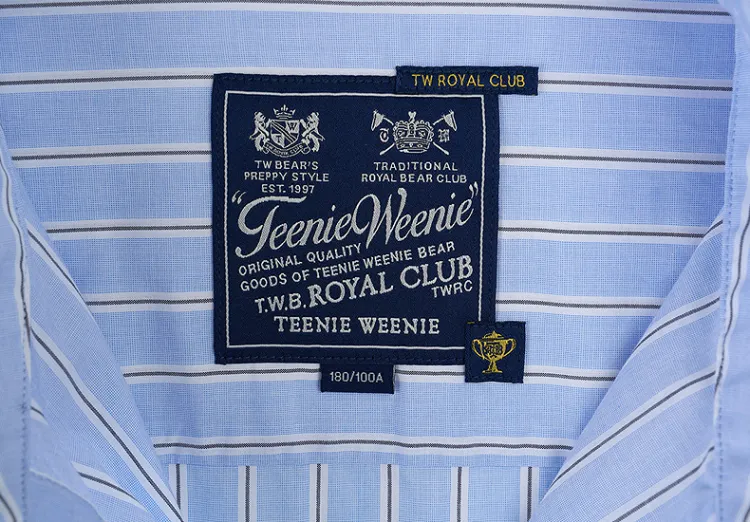 TW ROYAL CLUB
TW BEAR'S
PREPPY STYLE
EST. 1997
TRADITIONAL
ROYAL BEAR CLUB
"Teenie Weenie"
ORIGINAL QUALITY
GOODS OF TEENIE WEENIE BEAR
T.W.B. ROYAL CLUB
TWRC
TEENIE WEENIE
180/100A